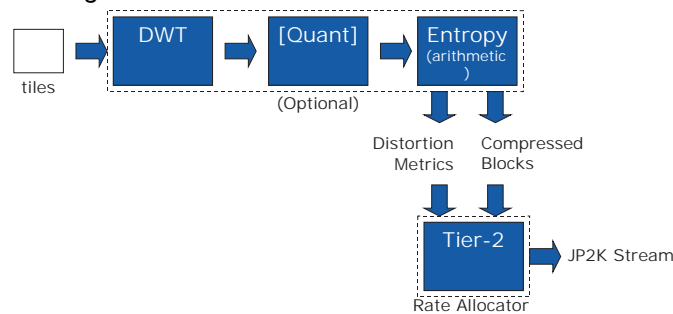 DWT
[Quant]
Entropy
(arithmetic
)
tiles
(Optional)
Distortion
Metrics
Compressed
Blocks
Tier-2
JP2K Stream
Rate Allocator